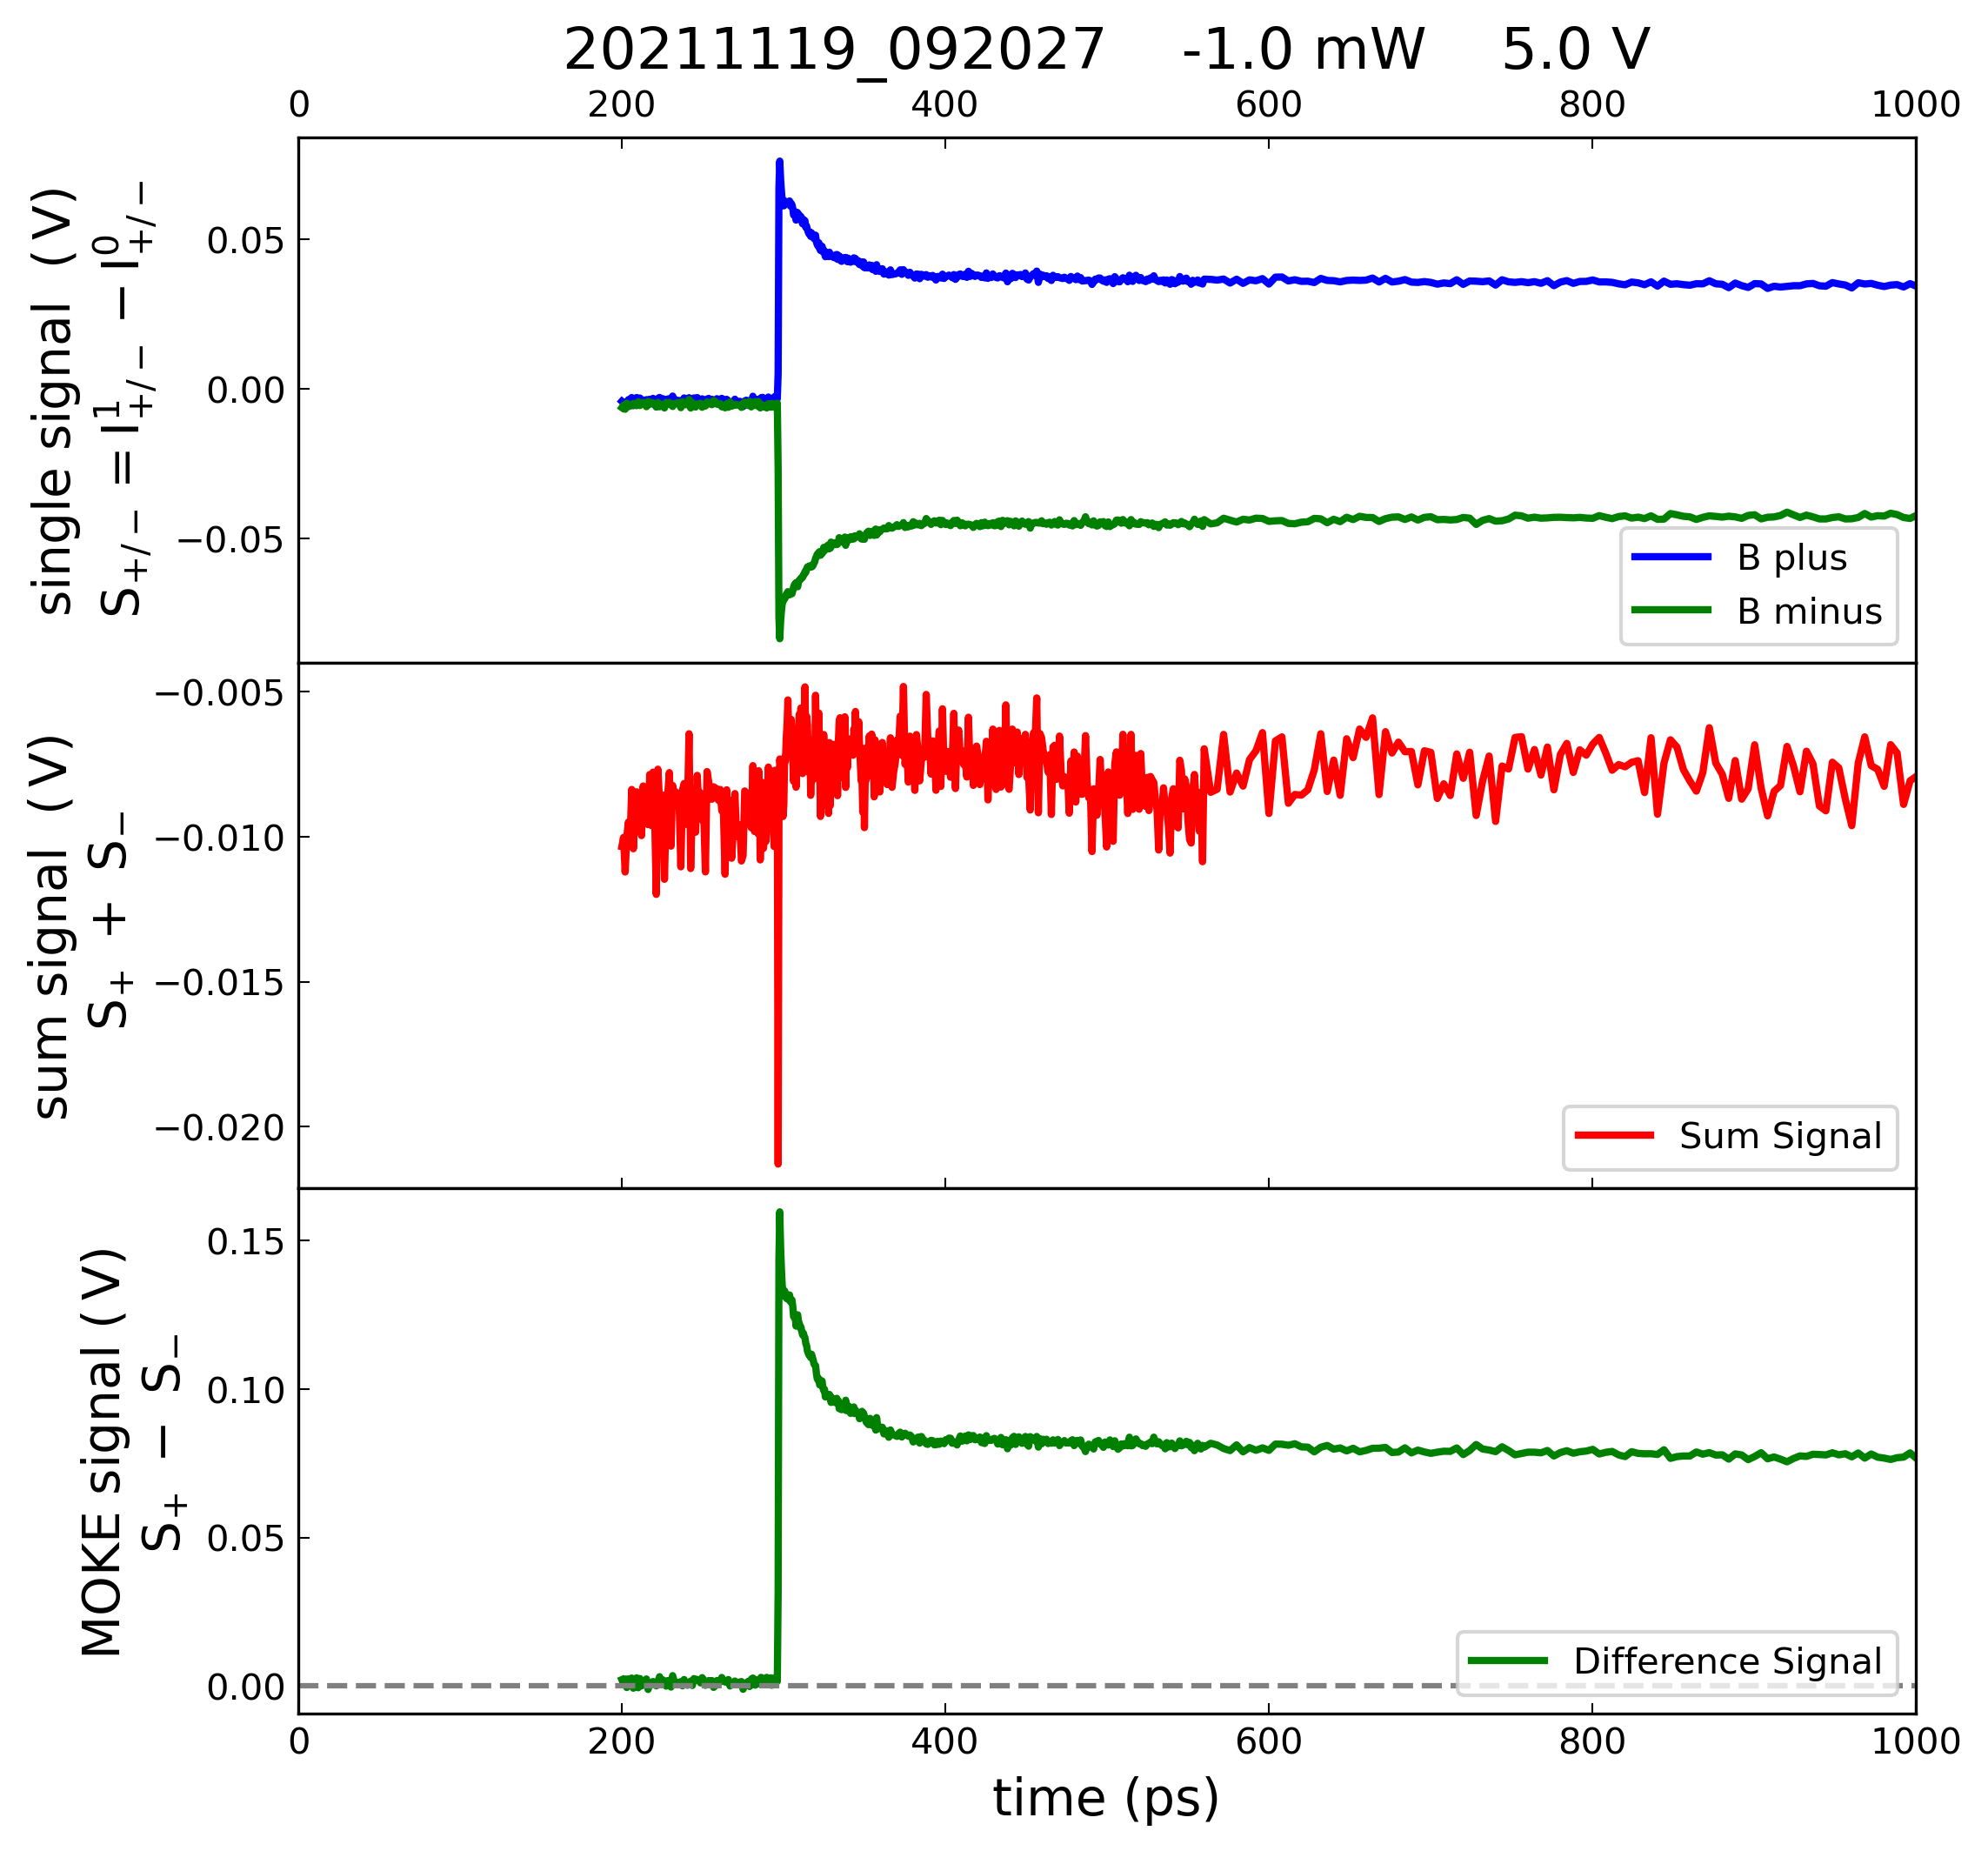 20211119_092027 -1.0 mW 5.0 V
0 200 400 600 800 1000
single signal (V)
S+/− = I¹+/− − I⁰+/−
0.05
0.00
−0.05
B plus
B minus
sum signal (V)
S+ + S−
−0.005
−0.010
−0.015
−0.020
Sum Signal
MOKE signal (V)
S+ − S−
0.15
0.10
0.05
0.00
Difference Signal
0 200 400 600 800 1000
time (ps)